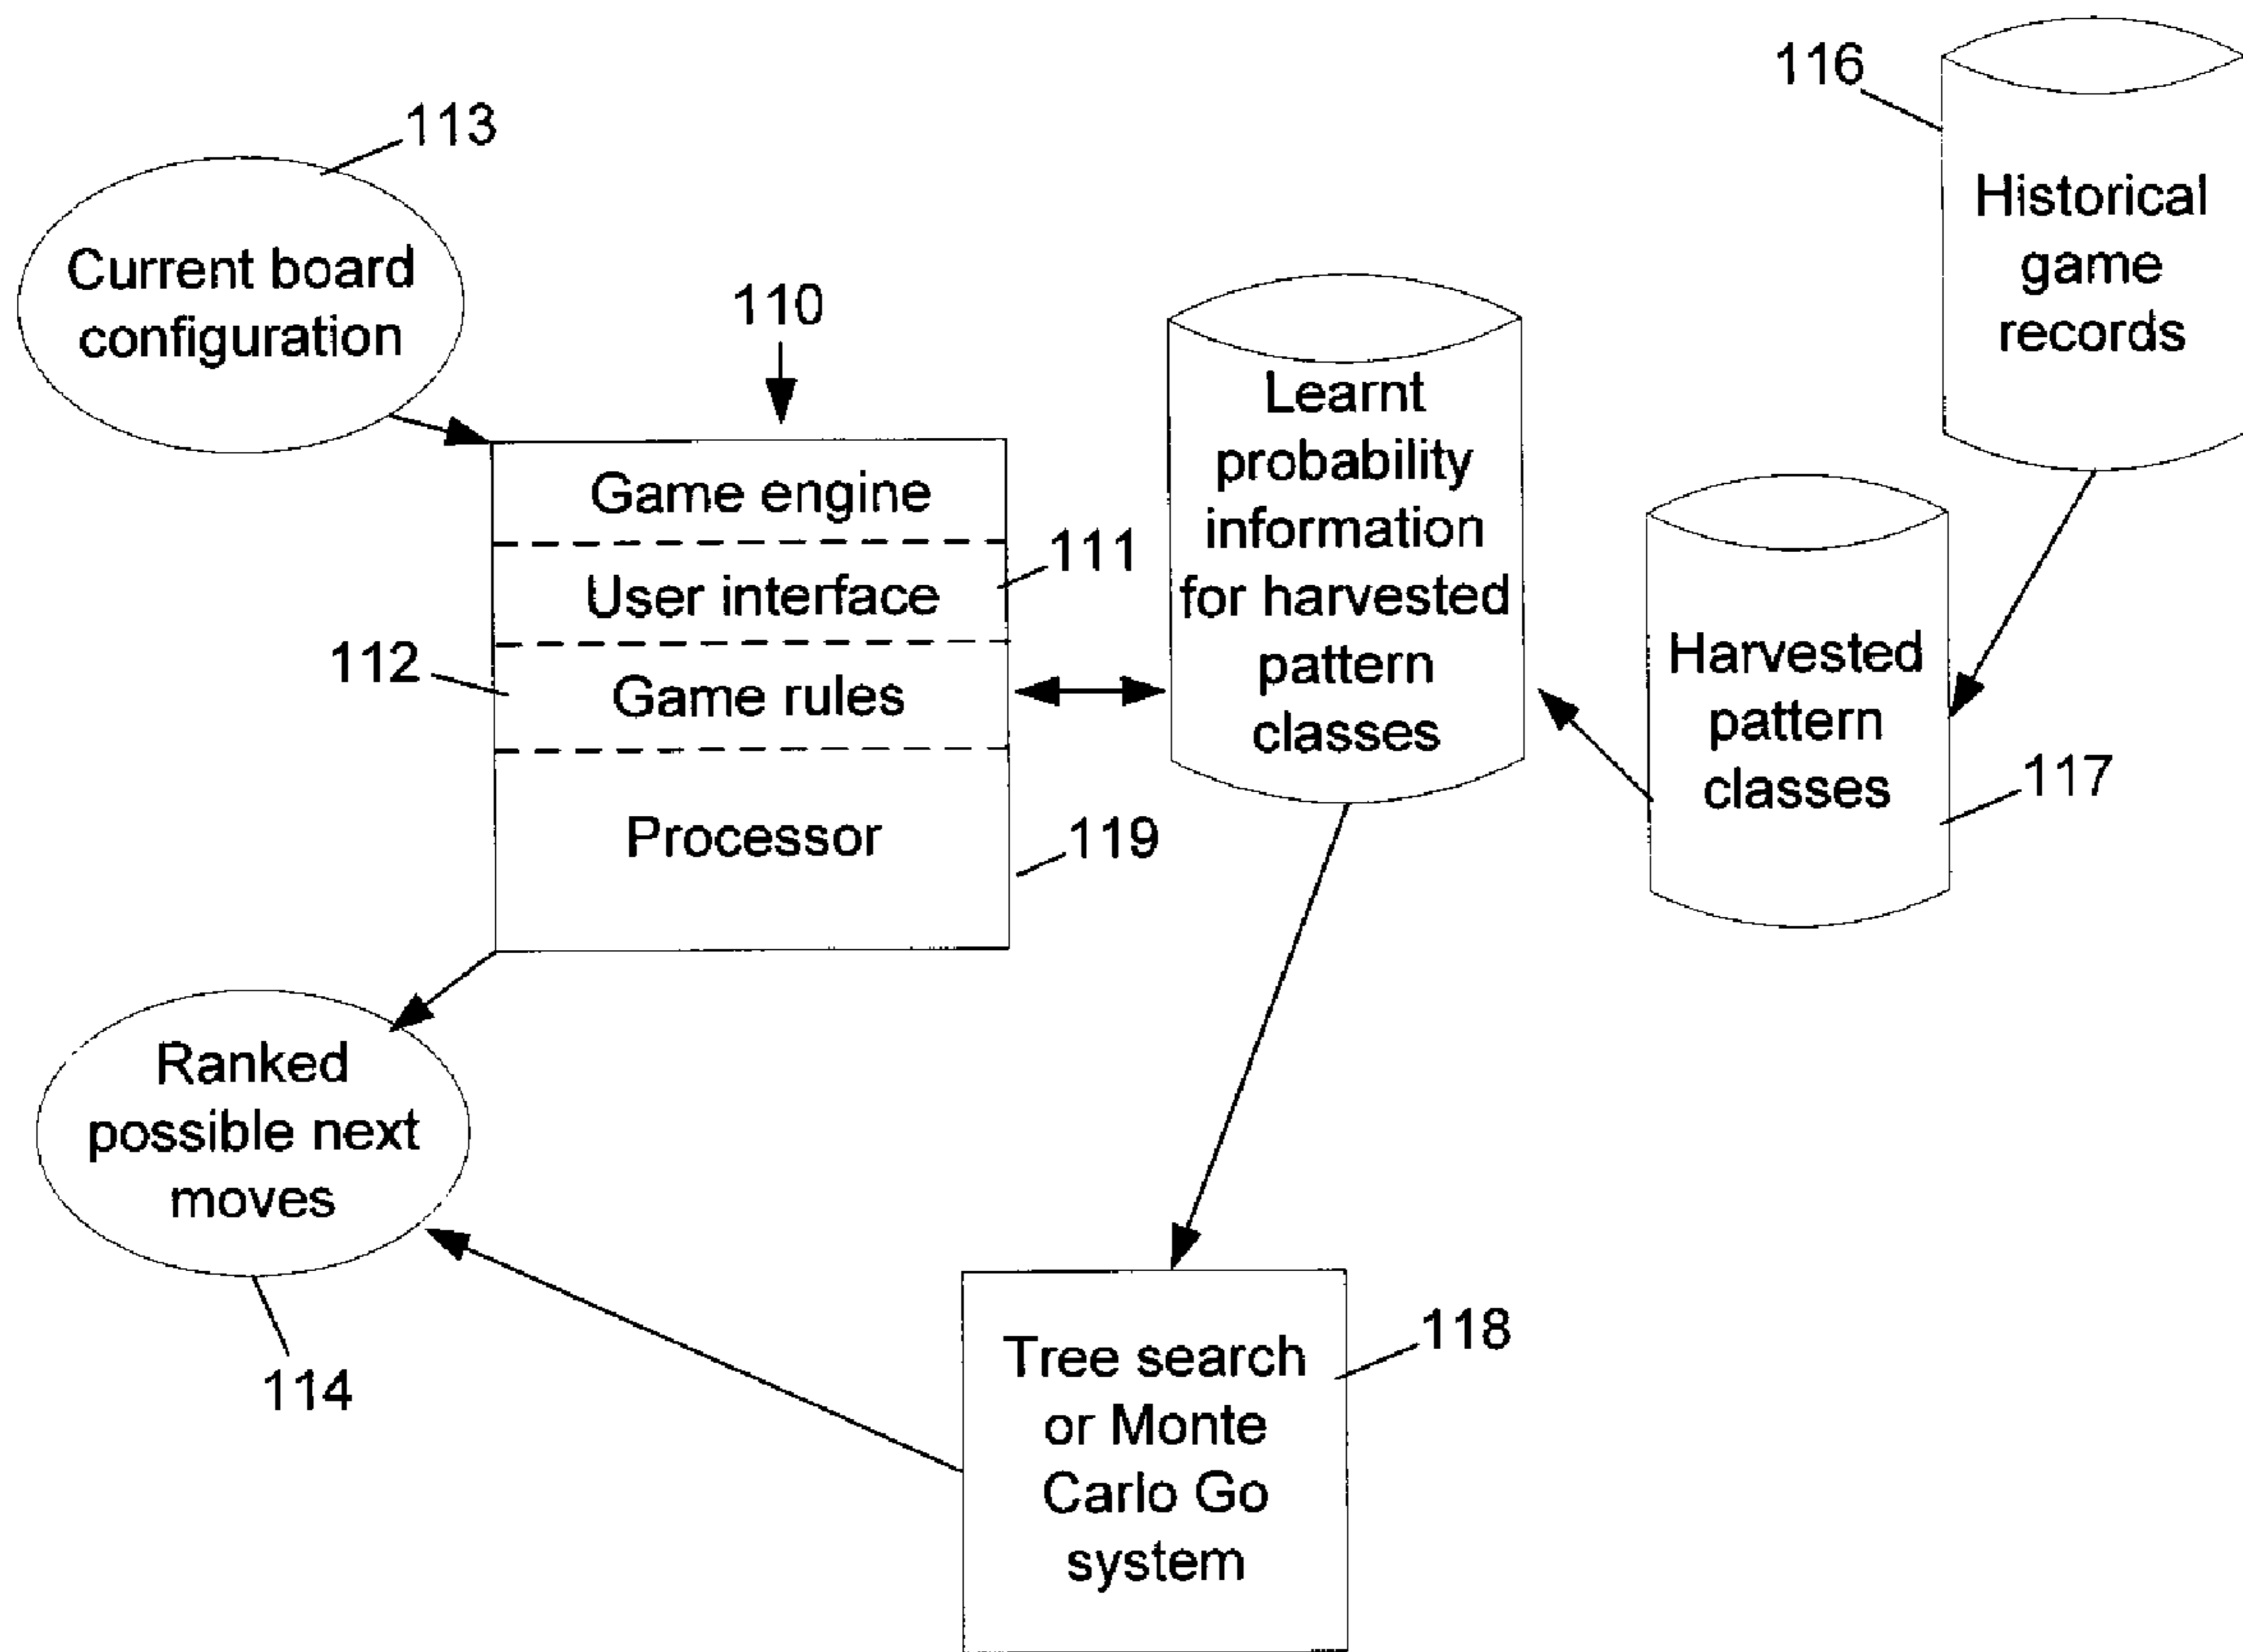 116
Historical
game
records
113
Current board
configuration
110
Game engine
User interface
111
112
Game rules
Processor
119
Learnt
probability
information
for harvested
pattern
classes
Harvested
pattern
classes
117
Ranked
possible next
moves
114
Tree search
or Monte
Carlo Go
system
118